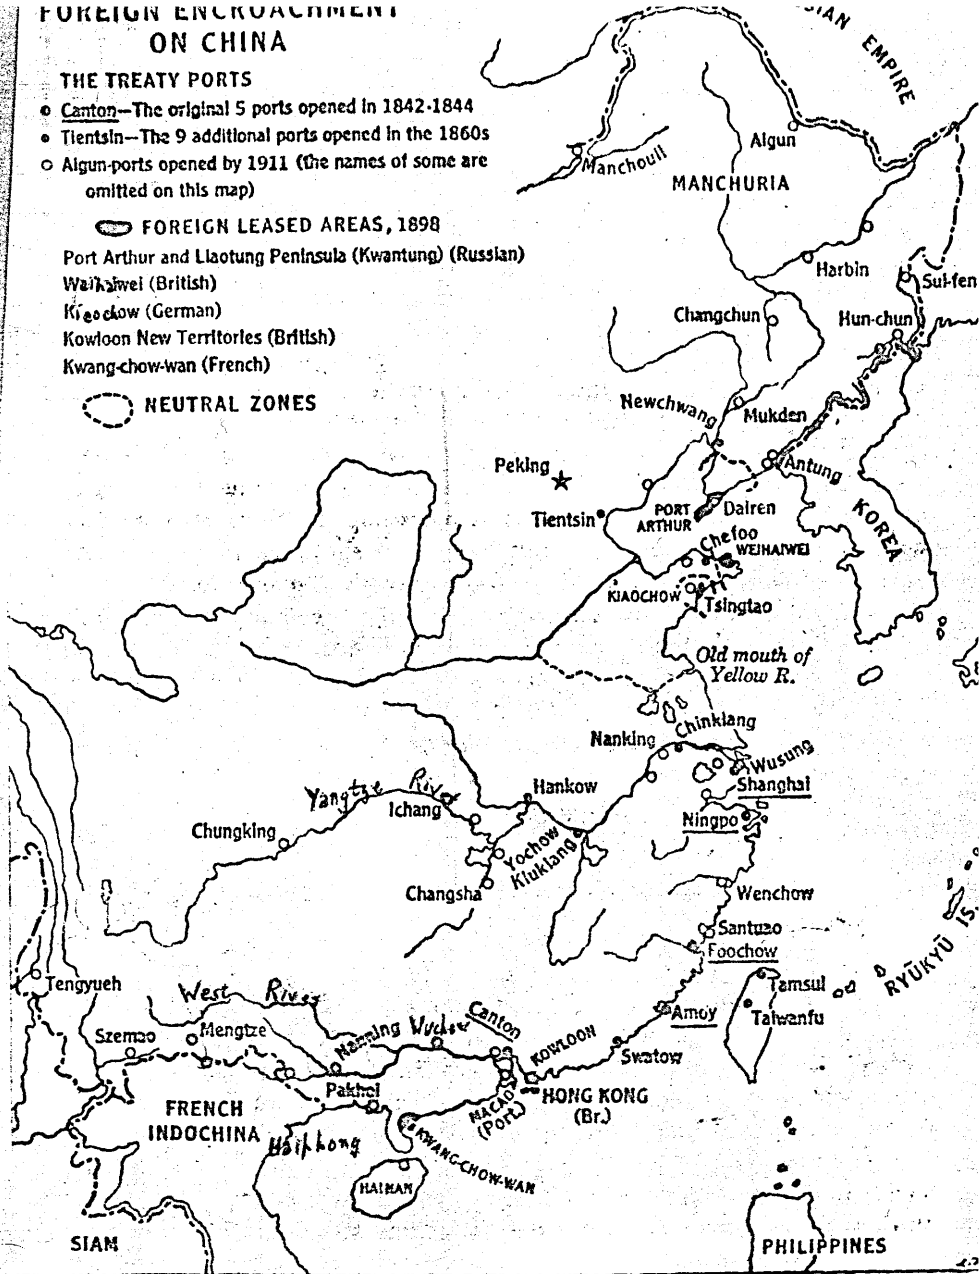 FOREIGN ENCROACHMENT
ON CHINA
THE TREATY PORTS
Canton—The original 5 ports opened in 1842-1844
Tientsin—The 9 additional ports opened in the 1860s
Aigun-ports opened by 1911 (the names of some are
omitted on this map)
FOREIGN LEASED AREAS, 1898
Port Arthur and Liaotung Peninsula (Kwantung) (Russian)
Waihaiwei (British)
Kiaochow (German)
Kowloon New Territories (British)
Kwang-chow-wan (French)
NEUTRAL ZONES
SIAN EMPIRE
Aigun
Manchouli
MANCHURIA
Harbin
Sui-fen
Changchun
Hun-chun
Newchwang
Mukden
Peking
Antung
Tientsin
PORT
ARTHUR
Dairen
KOREA
Chefoo
WEIHAIWEI
KIAOCHOW
Tsingtao
Old mouth of
Yellow R.
Chinkiang
Nanking
Wusung
Shanghai
Yangtze River
Ichang
Hankow
Ningpo
Chungking
Yochow
Kiukiang
Changsha
Wenchow
Santuao
Foochow
RYŪKYŪ IS.
Tengyueh
Tamsui
West River
Amoy
Taiwanfu
Szemao
Mengtze
Nanning
Wuchow
Canton
KOWLOON
Swatow
Pakhoi
MACAO
(Port.)
HONG KONG
(Br.)
FRENCH
INDOCHINA
Haiphong
KWANG-CHOW-WAN
HAINAN
SIAM
PHILIPPINES